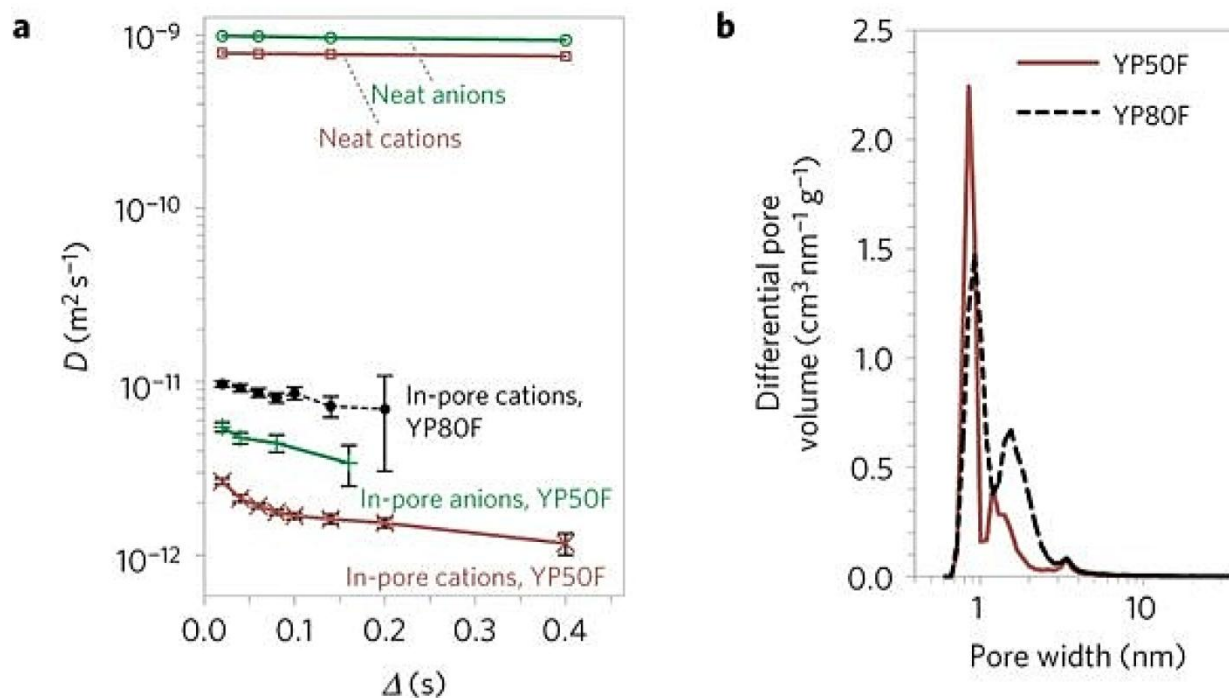 a
10⁻⁹
10⁻¹⁰
10⁻¹¹
10⁻¹²
D (m² s⁻¹)
Neat anions
Neat cations
In-pore cations,
YP80F
In-pore anions, YP50F
In-pore cations, YP50F
0.0 0.1 0.2 0.3 0.4
Δ (s)
b
2.5
2.0
1.5
1.0
0.5
0.0
Differential pore
volume (cm³ nm⁻¹ g⁻¹)
YP50F
YP80F
1 10
Pore width (nm)